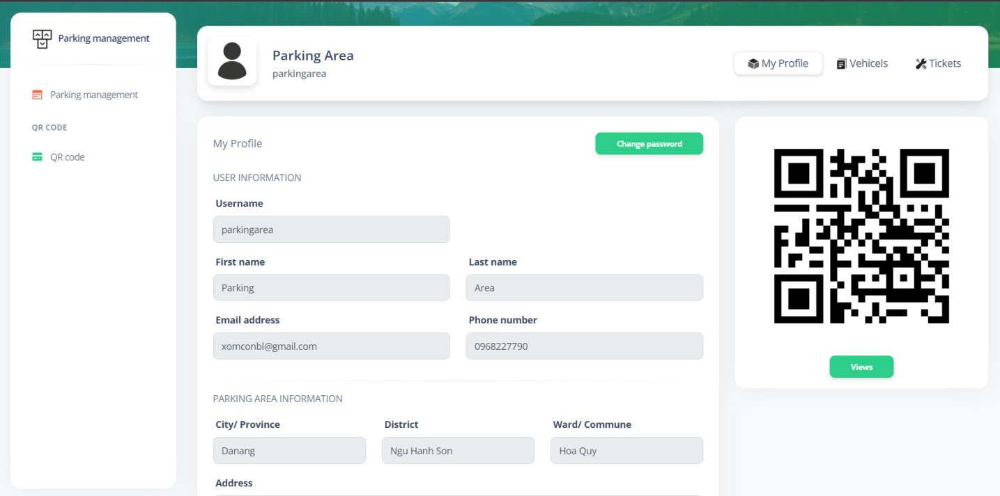 Parking management
Parking management
QR CODE
QR code
Parking Area
parkingarea
My Profile
Vehicels
Tickets
My Profile
Change password
USER INFORMATION
Username
parkingarea
First name
Last name
Parking
Area
Email address
Phone number
xomconbl@gmail.com
0968227790
PARKING AREA INFORMATION
City/ Province
District
Ward/ Commune
Danang
Ngu Hanh Son
Hoa Quy
Address
Views